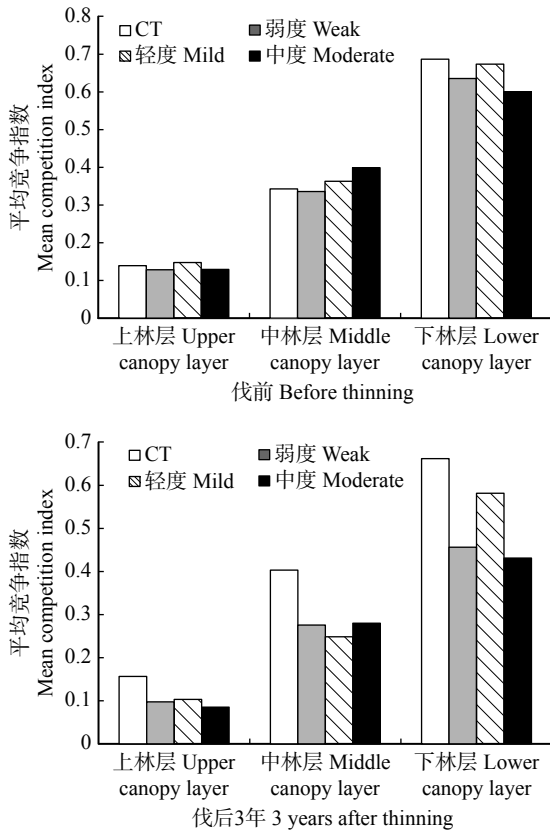 0.8
0.7
0.6
0.5
0.4
0.3
0.2
0.1
0
平均竞争指数
Mean competition index
CT
弱度 Weak
轻度 Mild
中度 Moderate
上林层 Upper
canopy layer
中林层 Middle
canopy layer
下林层 Lower
canopy layer
伐前 Before thinning
0.7
0.6
0.5
0.4
0.3
0.2
0.1
0
平均竞争指数
Mean competition index
CT
弱度 Weak
轻度 Mild
中度 Moderate
上林层 Upper
canopy layer
中林层 Middle
canopy layer
下林层 Lower
canopy layer
伐后3年 3 years after thinning